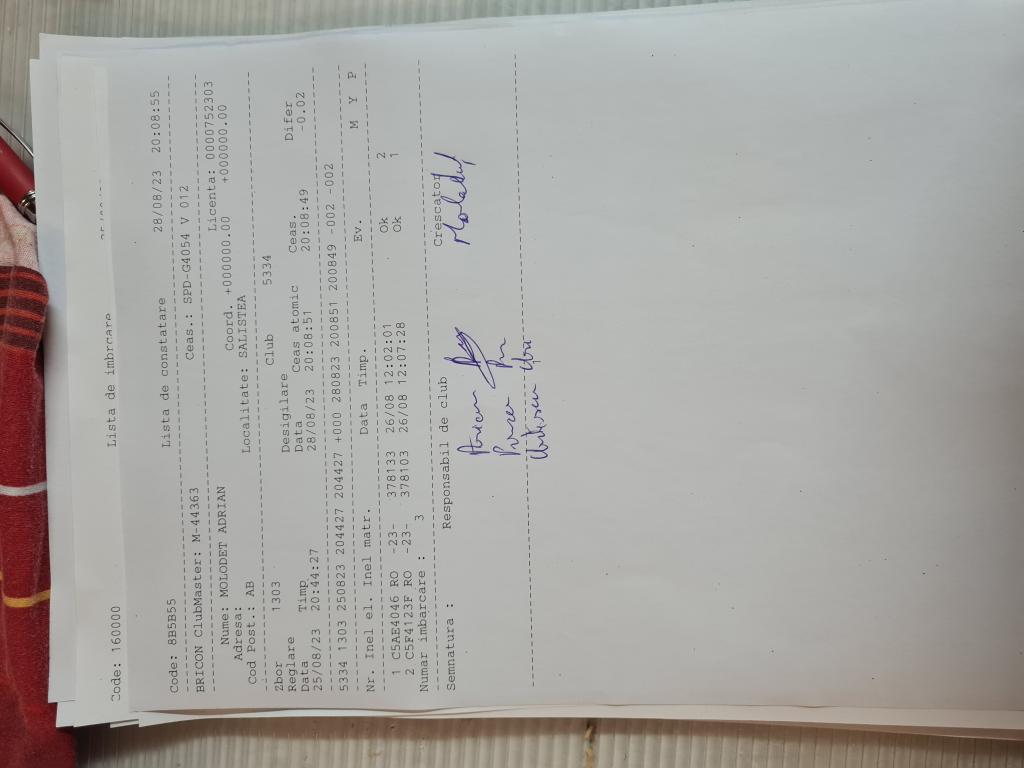 Code: 160000 Lista de imbrcare
Code: 8B5B55 Lista de constatare 28/08/23 20:08:55
BRICON ClubMaster: M-44363 Ceas.: SPD-G4054 V 012
Nume: MOLODET ADRIAN Licenta: 0000752303
Adresa: Coord. +000000.00 +0000000.00
Cod Post.: AB Localitate: SALISTEA
Zbor 1303 Club 5334
Reglare Desigilare
Data Timp Data Ceas atomic Ceas. Difer
25/08/23 20:44:27 28/08/23 20:08:51 20:08:49 -0.02
5334 1303 250823 204427 204427 +000 280823 200851 200849 -002 -002
Nr. Inel el. Inel matr. Data Timp. Ev. M Y P
1 C5AE4046 RO -23- 378133 26/08 12:02:01 Ok 2
2 C5F4123F RO -23- 378103 26/08 12:07:28 Ok 1
Numar imbarcare : 3
Semnatura : Responsabil de club Crescator